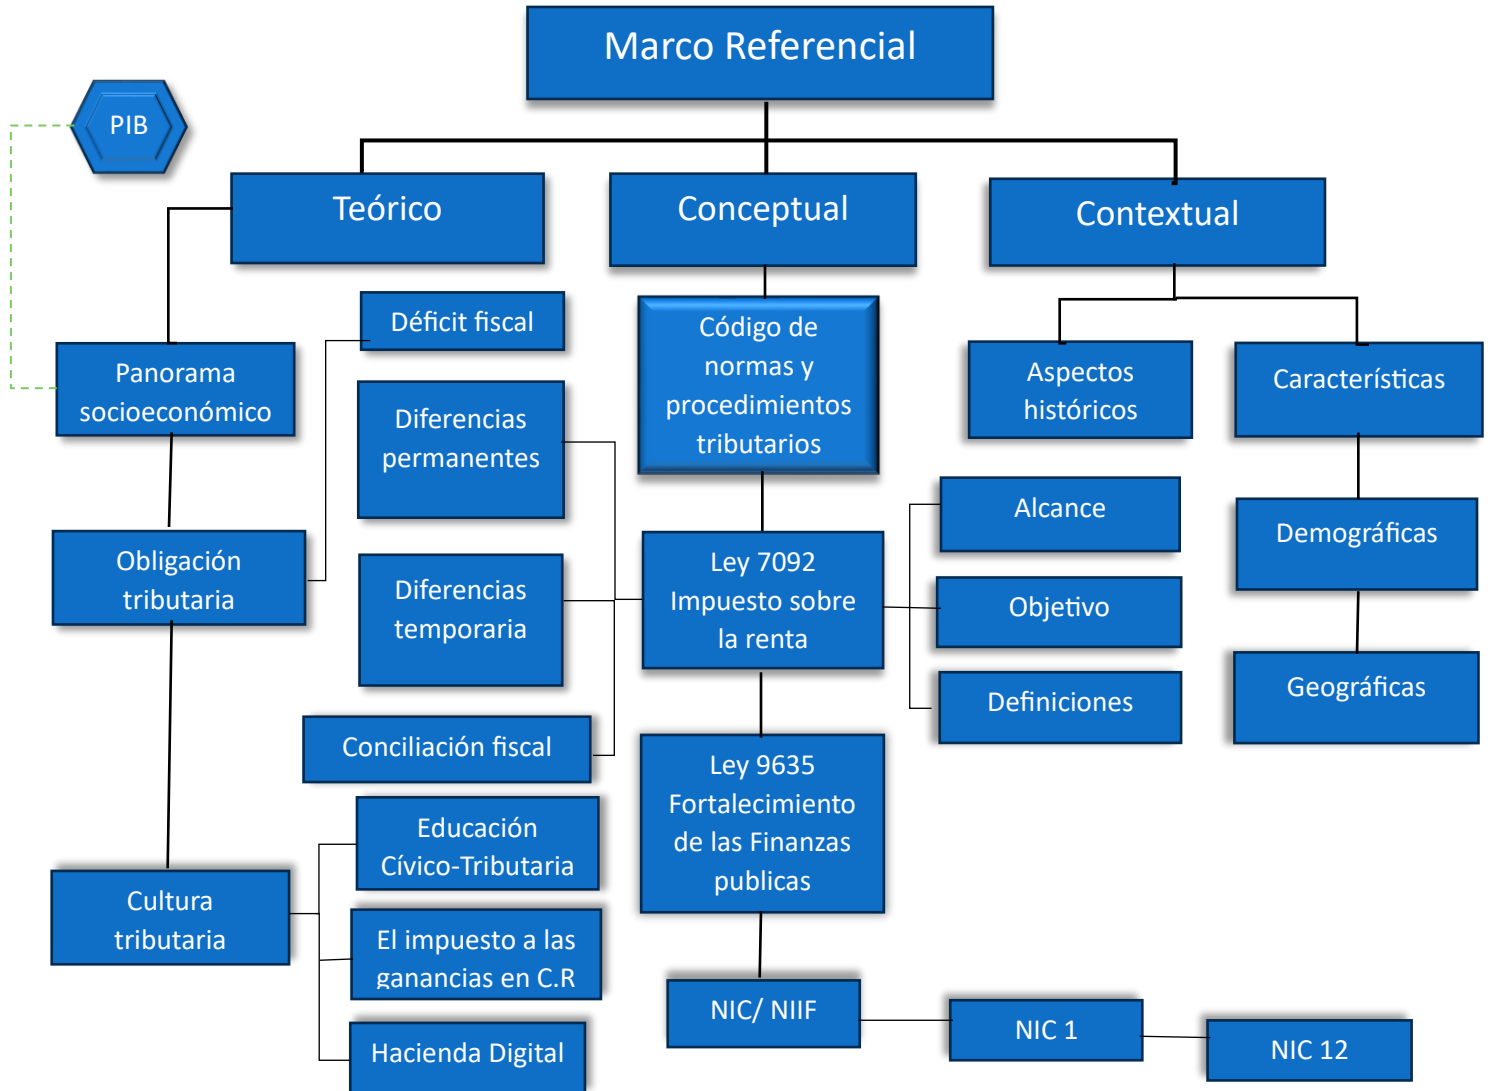 Marco Referencial
PIB
Teórico
Conceptual
Contextual
Déficit fiscal
Código de
normas y
procedimientos
tributarios
Panorama
socioeconómico
Aspectos
históricos
Características
Diferencias
permanentes
Alcance
Demográficas
Obligación
tributaria
Diferencias
temporaria
Ley 7092
Impuesto sobre
la renta
Objetivo
Geográficas
Definiciones
Conciliación fiscal
Ley 9635
Fortalecimiento
de las Finanzas
publicas
Educación
Cívico-Tributaria
Cultura
tributaria
El impuesto a las
ganancias en C.R
Hacienda Digital
NIC/ NIIF
NIC 1
NIC 12